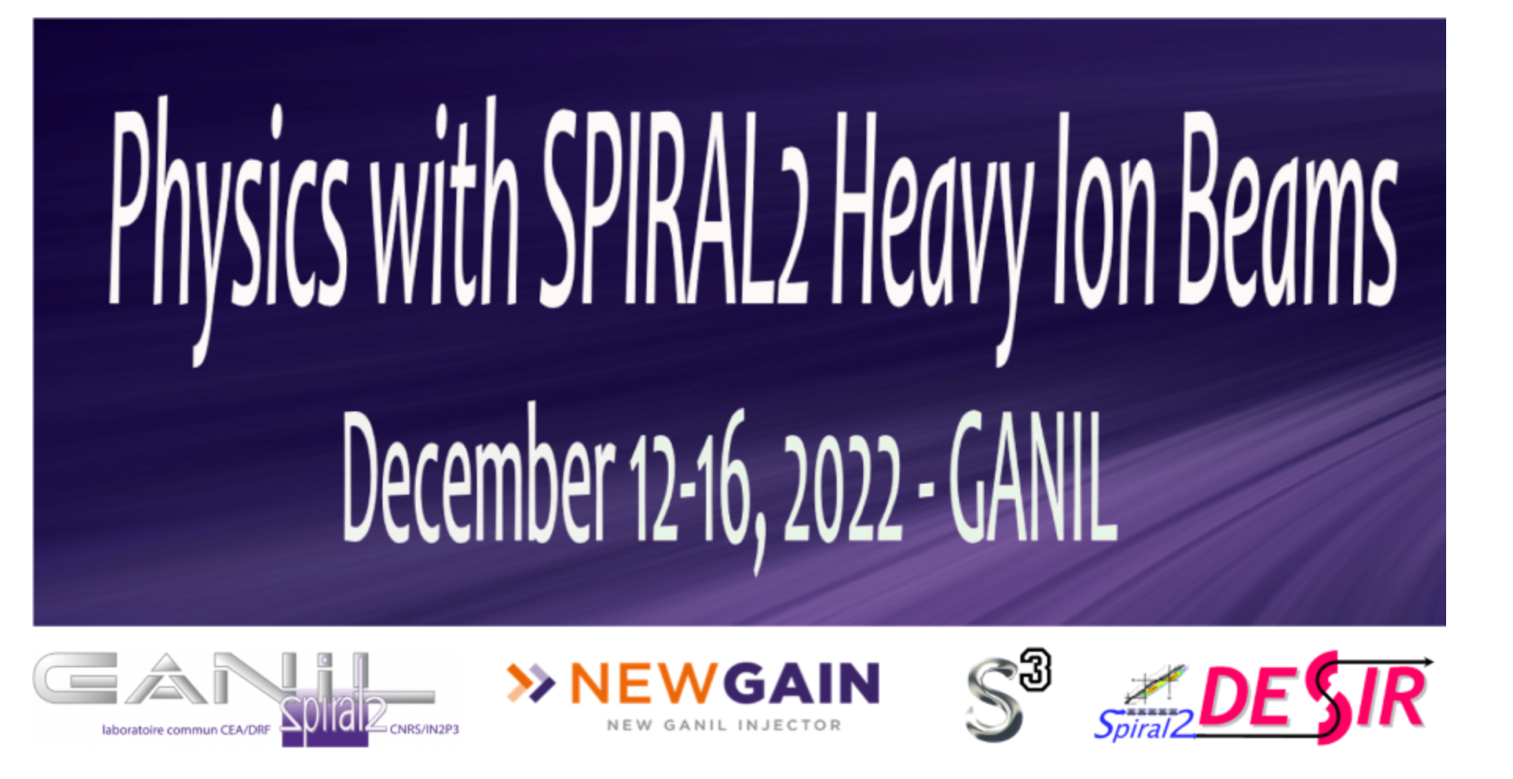 Physics with SPIRAL2 Heavy Ion Beams
December 12-16, 2022 - GANIL
GANIL
spiral2
laboratoire commun CEA/DRF CNRS/IN2P3
NEWGAIN
NEW GANIL INJECTOR
S3
Spiral2
DESIR